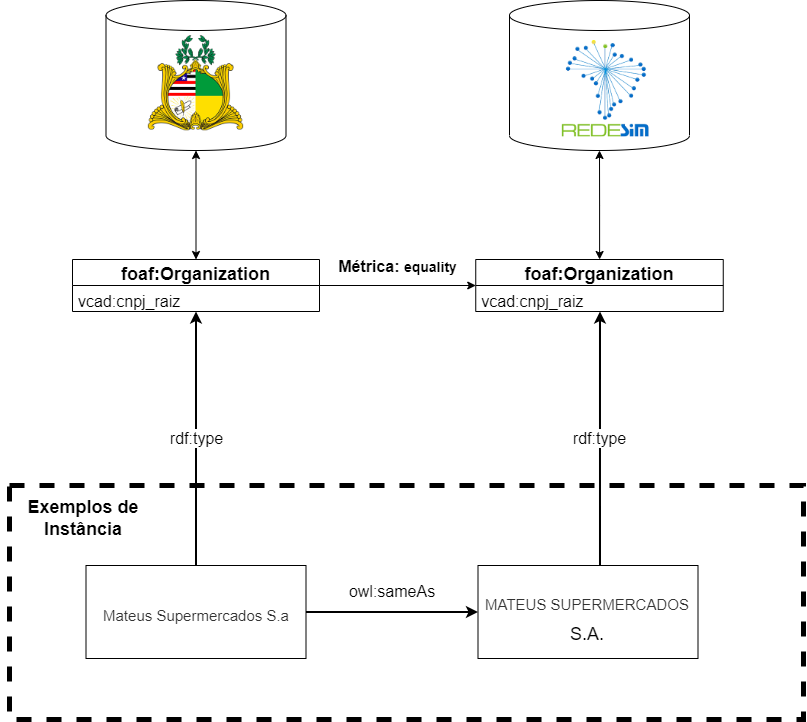 REDESIM
foaf:Organization
vcad:cnpj_raiz
Métrica: equality
foaf:Organization
vcad:cnpj_raiz
rdf:type
rdf:type
Exemplos de
Instância
Mateus Supermercados S.a
owl:sameAs
MATEUS SUPERMERCADOS
S.A.